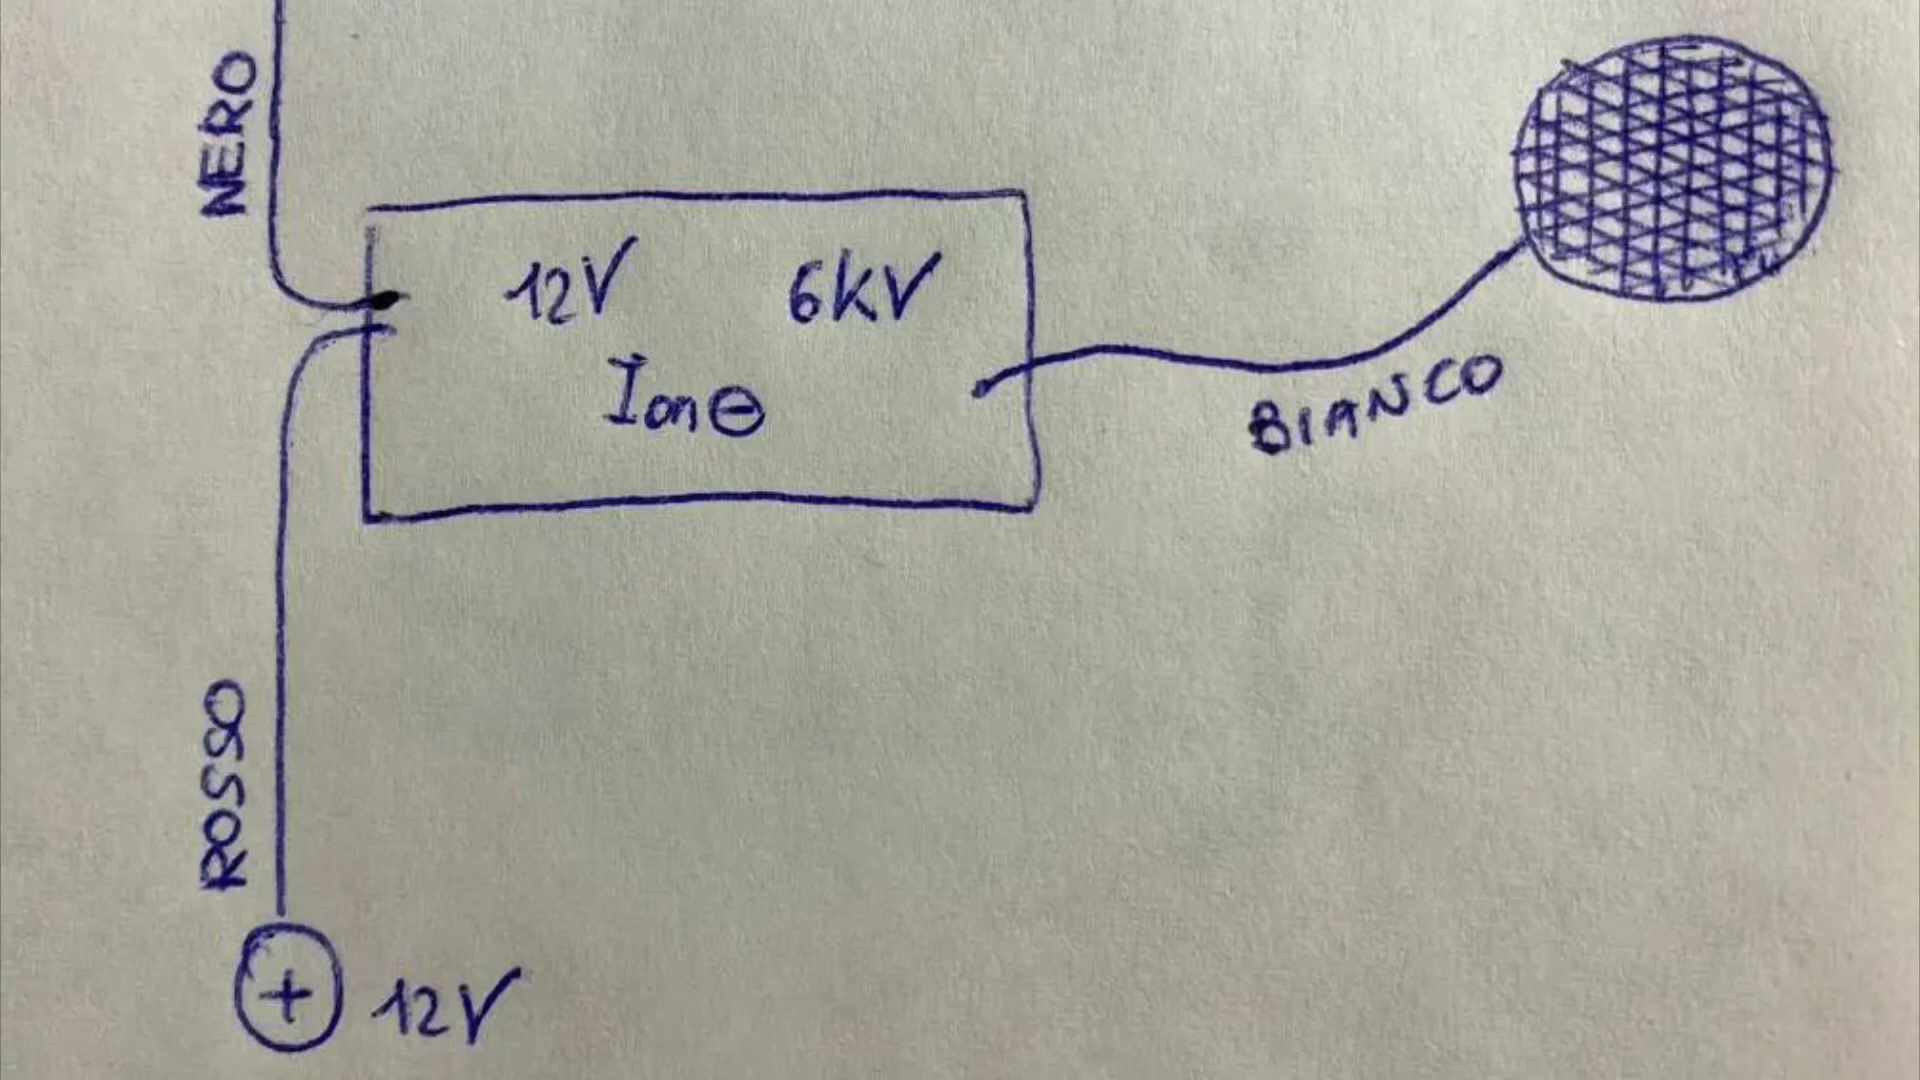 NERO
12V 6kV
Ion ⊖
BIANCO
ROSSO
+ 12V